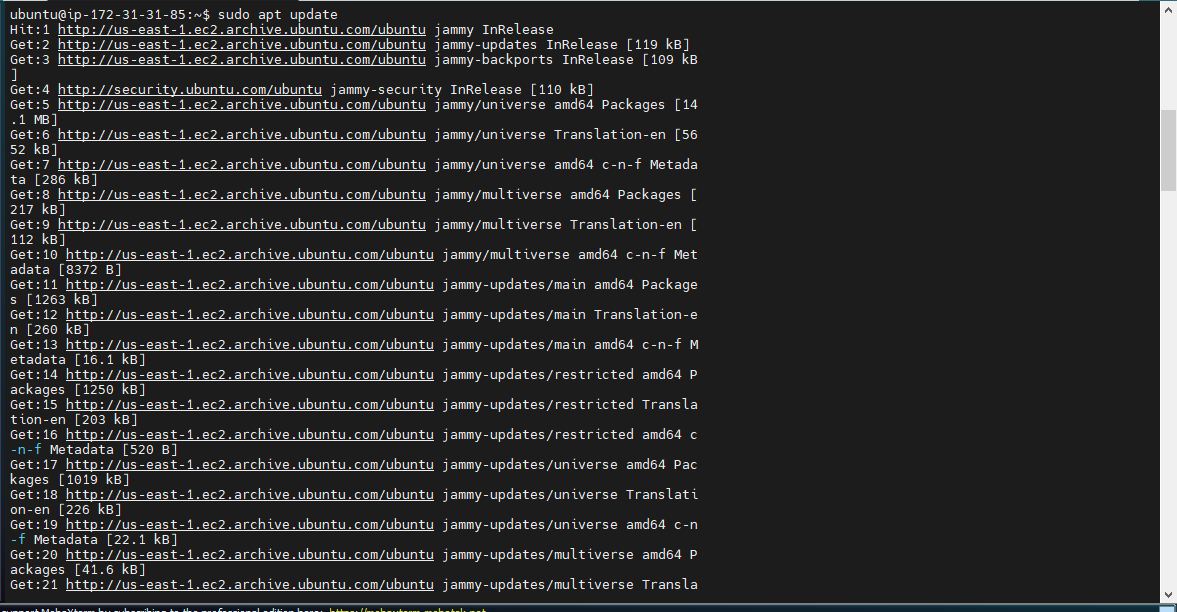 ubuntu@ip-172-31-31-85:~$ sudo apt update
Hit:1 http://us-east-1.ec2.archive.ubuntu.com/ubuntu jammy InRelease
Get:2 http://us-east-1.ec2.archive.ubuntu.com/ubuntu jammy-updates InRelease [119 kB]
Get:3 http://us-east-1.ec2.archive.ubuntu.com/ubuntu jammy-backports InRelease [109 kB
]
Get:4 http://security.ubuntu.com/ubuntu jammy-security InRelease [110 kB]
Get:5 http://us-east-1.ec2.archive.ubuntu.com/ubuntu jammy/universe amd64 Packages [14
.1 MB]
Get:6 http://us-east-1.ec2.archive.ubuntu.com/ubuntu jammy/universe Translation-en [56
52 kB]
Get:7 http://us-east-1.ec2.archive.ubuntu.com/ubuntu jammy/universe amd64 c-n-f Metada
ta [286 kB]
Get:8 http://us-east-1.ec2.archive.ubuntu.com/ubuntu jammy/multiverse amd64 Packages [
217 kB]
Get:9 http://us-east-1.ec2.archive.ubuntu.com/ubuntu jammy/multiverse Translation-en [
112 kB]
Get:10 http://us-east-1.ec2.archive.ubuntu.com/ubuntu jammy/multiverse amd64 c-n-f Met
adata [8372 B]
Get:11 http://us-east-1.ec2.archive.ubuntu.com/ubuntu jammy-updates/main amd64 Package
s [1263 kB]
Get:12 http://us-east-1.ec2.archive.ubuntu.com/ubuntu jammy-updates/main Translation-e
n [260 kB]
Get:13 http://us-east-1.ec2.archive.ubuntu.com/ubuntu jammy-updates/main amd64 c-n-f M
etadata [16.1 kB]
Get:14 http://us-east-1.ec2.archive.ubuntu.com/ubuntu jammy-updates/restricted amd64 P
ackages [1250 kB]
Get:15 http://us-east-1.ec2.archive.ubuntu.com/ubuntu jammy-updates/restricted Transla
tion-en [203 kB]
Get:16 http://us-east-1.ec2.archive.ubuntu.com/ubuntu jammy-updates/restricted amd64 c
-n-f Metadata [520 B]
Get:17 http://us-east-1.ec2.archive.ubuntu.com/ubuntu jammy-updates/universe amd64 Pac
kages [1019 kB]
Get:18 http://us-east-1.ec2.archive.ubuntu.com/ubuntu jammy-updates/universe Translati
on-en [226 kB]
Get:19 http://us-east-1.ec2.archive.ubuntu.com/ubuntu jammy-updates/universe amd64 c-n
-f Metadata [22.1 kB]
Get:20 http://us-east-1.ec2.archive.ubuntu.com/ubuntu jammy-updates/multiverse amd64 P
ackages [41.6 kB]
Get:21 http://us-east-1.ec2.archive.ubuntu.com/ubuntu jammy-updates/multiverse Transla